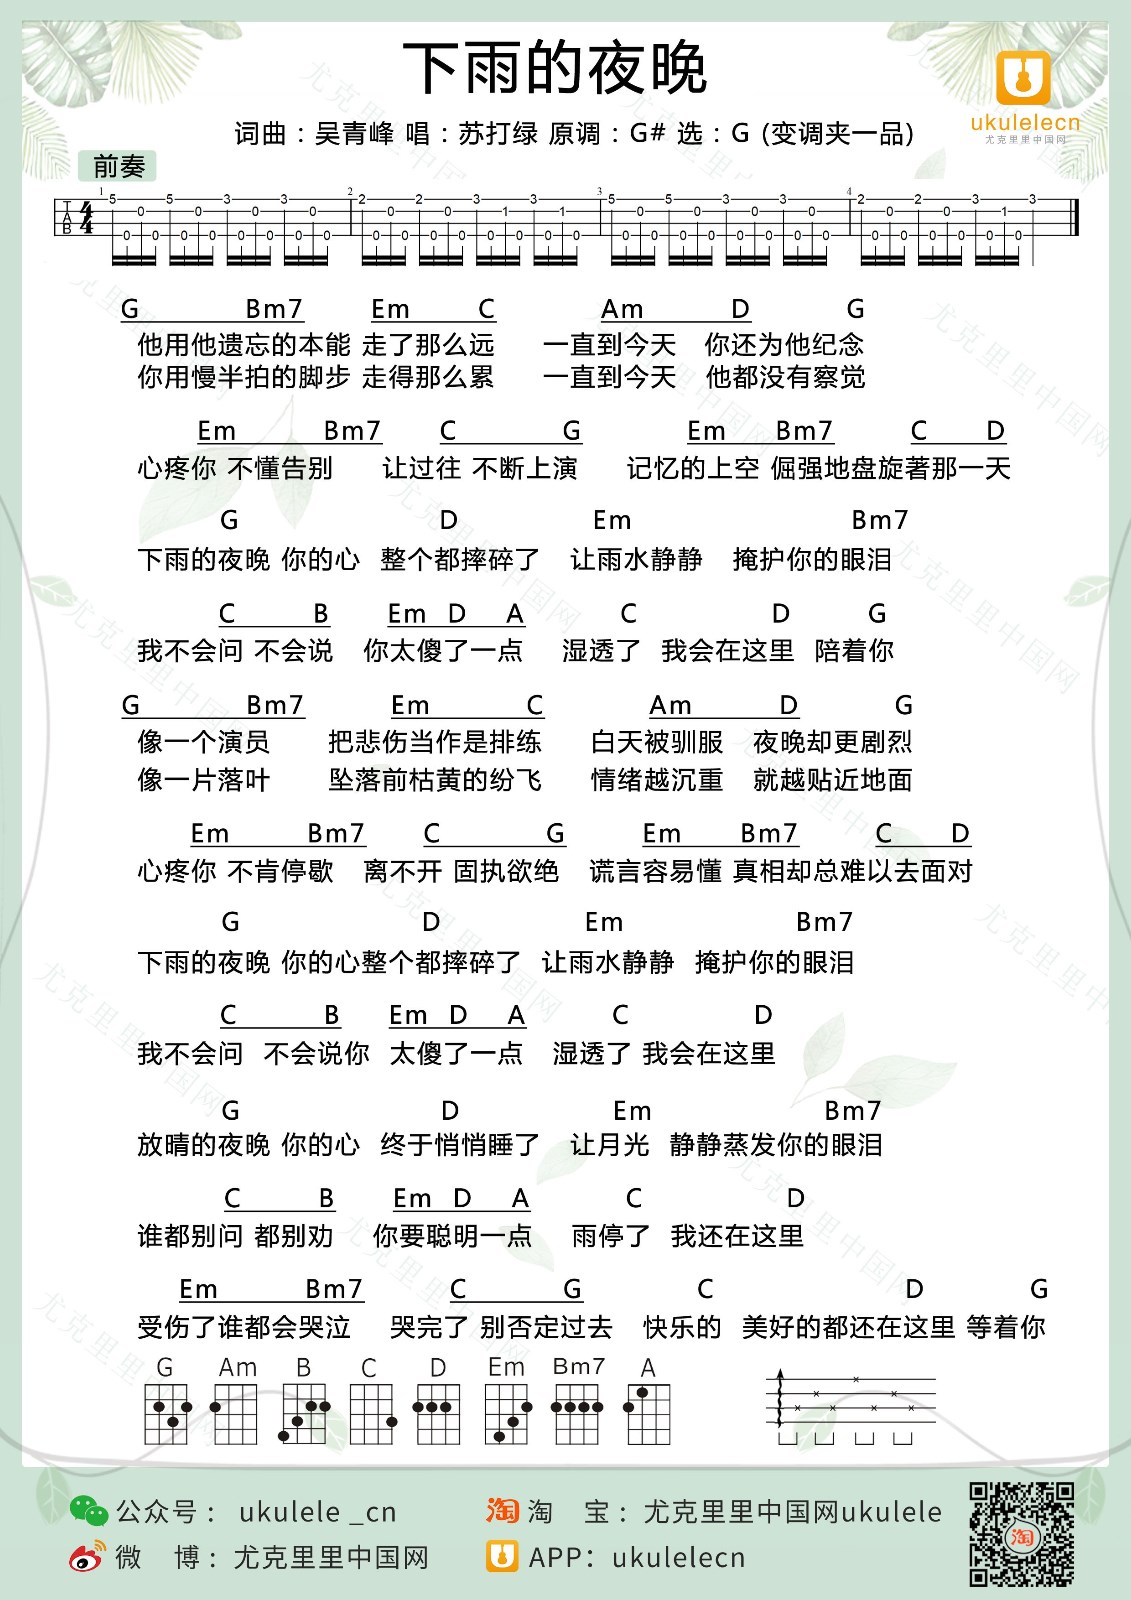 下雨的夜晚
ukulelecn
尤克里里中国网
词曲：吴青峰 唱：苏打绿 原调：G# 选：G (变调夹一品)
前奏
1 2 3 4
5 5 3 3 2 2 3 3 5 5 3 3 2 2 3 3
T 4 0 0 0 0 0 0 1 1 0 0 0 0 0 0 1
A
B 4 0 0 0 0 0 0 0 0 0 0 0 0 0 0 0 0 0 0 0 0 0 0 0 0 0 0 0 0 0 0
G Bm7 Em C Am D G
他用他遗忘的本能 走了那么远 一直到今天 你还为他纪念
你用慢半拍的脚步 走得那么累 一直到今天 他都没有察觉
Em Bm7 C G Em Bm7 C D
心疼你 不懂告别 让过往 不断上演 记忆的上空 倔强地盘旋著那一天
G D Em Bm7
下雨的夜晚 你的心 整个都摔碎了 让雨水静静 掩护你的眼泪
C B Em D A C D G
我不会问 不会说 你太傻了一点 湿透了 我会在这里 陪着你
G Bm7 Em C Am D G
像一个演员 把悲伤当作是排练 白天被驯服 夜晚却更剧烈
像一片落叶 坠落前枯黄的纷飞 情绪越沉重 就越贴近地面
Em Bm7 C G Em Bm7 C D
心疼你 不肯停歇 离不开 固执欲绝 谎言容易懂 真相却总难以去面对
G D Em Bm7
下雨的夜晚 你的心整个都摔碎了 让雨水静静 掩护你的眼泪
C B Em D A C D
我不会问 不会说你 太傻了一点 湿透了 我会在这里
G D Em Bm7
放晴的夜晚 你的心 终于悄悄睡了 让月光 静静蒸发你的眼泪
C B Em D A C D
谁都别问 都别劝 你要聪明一点 雨停了 我还在这里
Em Bm7 C G C D G
受伤了谁都会哭泣 哭完了 别否定过去 快乐的 美好的都还在这里 等着你
G Am B C D Em Bm7 A
公众号： ukulele _cn
淘 宝：尤克里里中国网ukulele
微 博：尤克里里中国网
APP：ukulelecn
淘